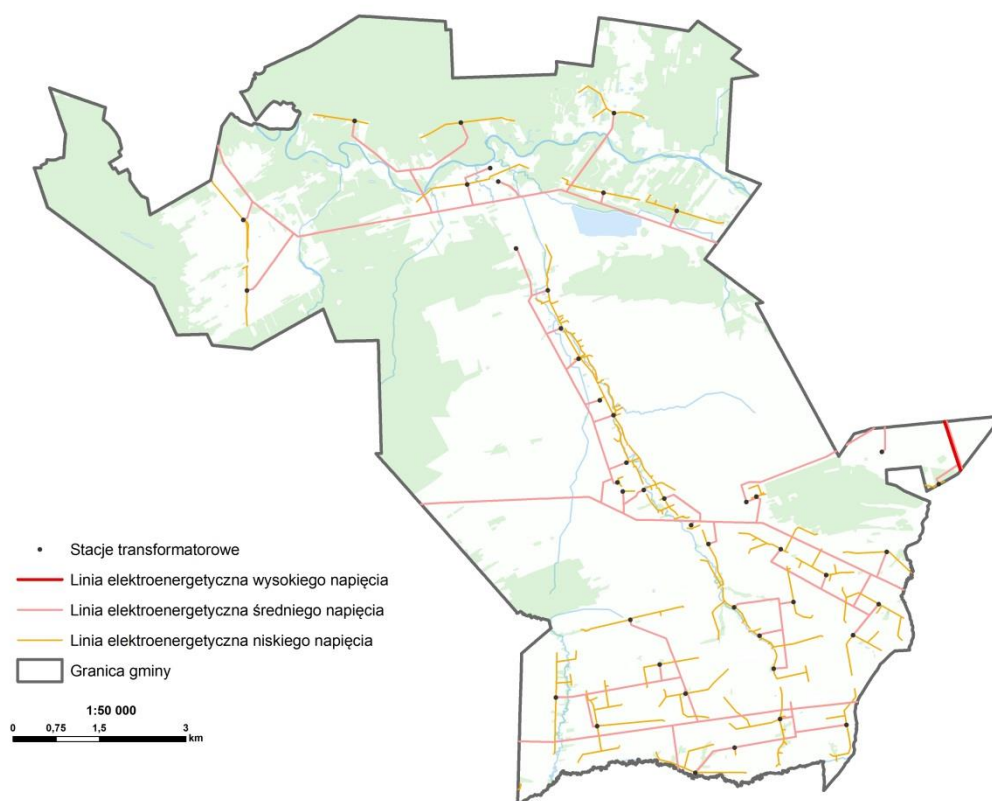 Stacje transformatorowe
Linia elektroenergetyczna wysokiego napięcia
Linia elektroenergetyczna średniego napięcia
Linia elektroenergetyczna niskiego napięcia
Granica gminy
1:50 000
0 0,75 1,5 3
km